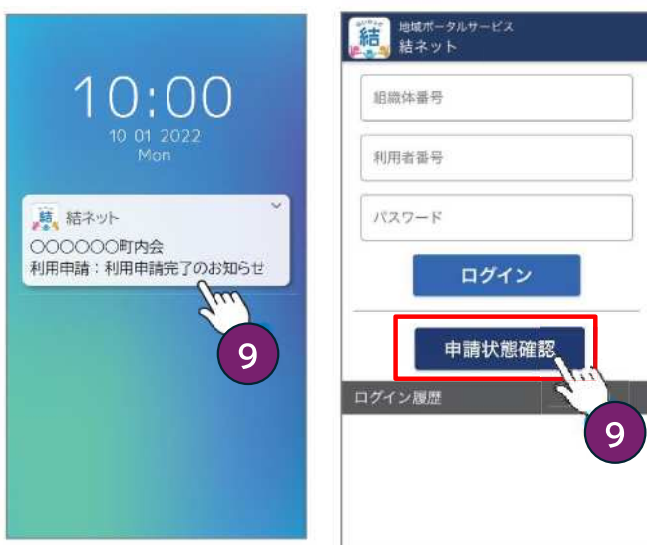 10:00
10 01 2022
Mon
結 結ネット
〇〇〇〇〇〇町内会
利用申請：利用申請完了のお知らせ
9
結
地域ポータルサービス
結ネット
組織体番号
利用者番号
パスワード
ログイン
申請状態確認
ログイン履歴
9